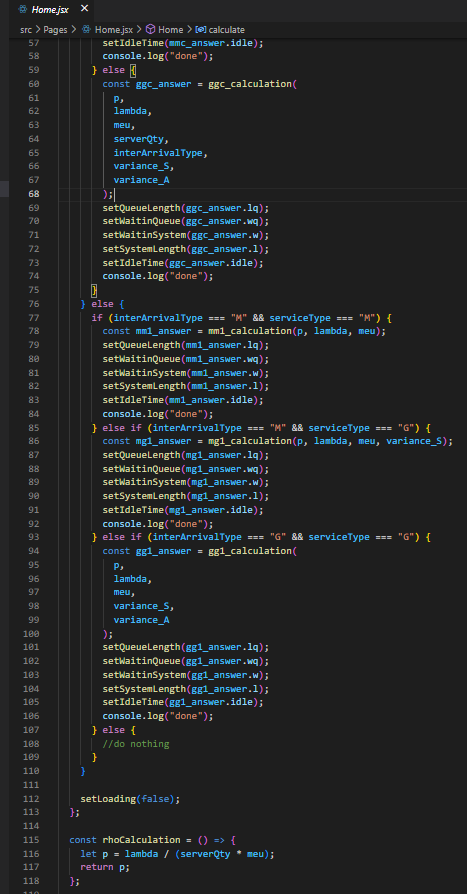 Home.jsx ×
src > Pages > Home.jsx > Home > calculate
57 setIdleTime(mmc_answer.idle);
58 console.log("done");
59 } else {
60 const ggc_answer = ggc_calculation(
61 p,
62 lambda,
63 meu,
64 serverQty,
65 interArrivalType,
66 variance_S,
67 variance_A
68 );
69 setQueueLength(ggc_answer.lq);
70 setWaitinQueue(ggc_answer.wq);
71 setWaitinSystem(ggc_answer.w);
72 setSystemLength(ggc_answer.l);
73 setIdleTime(ggc_answer.idle);
74 console.log("done");
75 }
76 } else {
77 if (interArrivalType === "M" && serviceType === "M") {
78 const mm1_answer = mm1_calculation(p, lambda, meu);
79 setQueueLength(mm1_answer.lq);
80 setWaitinQueue(mm1_answer.wq);
81 setWaitinSystem(mm1_answer.w);
82 setSystemLength(mm1_answer.l);
83 setIdleTime(mm1_answer.idle);
84 console.log("done");
85 } else if (interArrivalType === "M" && serviceType === "G") {
86 const mg1_answer = mg1_calculation(p, lambda, meu, variance_S);
87 setQueueLength(mg1_answer.lq);
88 setWaitinQueue(mg1_answer.wq);
89 setWaitinSystem(mg1_answer.w);
90 setSystemLength(mg1_answer.l);
91 setIdleTime(mg1_answer.idle);
92 console.log("done");
93 } else if (interArrivalType === "G" && serviceType === "G") {
94 const gg1_answer = gg1_calculation(
95 p,
96 lambda,
97 meu,
98 variance_S,
99 variance_A
100 );
101 setQueueLength(gg1_answer.lq);
102 setWaitinQueue(gg1_answer.wq);
103 setWaitinSystem(gg1_answer.w);
104 setSystemLength(gg1_answer.l);
105 setIdleTime(gg1_answer.idle);
106 console.log("done");
107 } else {
108 //do nothing
109 }
110 }
111
112 setLoading(false);
113 };
114
115 const rhoCalculation = () => {
116 let p = lambda / (serverQty * meu);
117 return p;
118 };